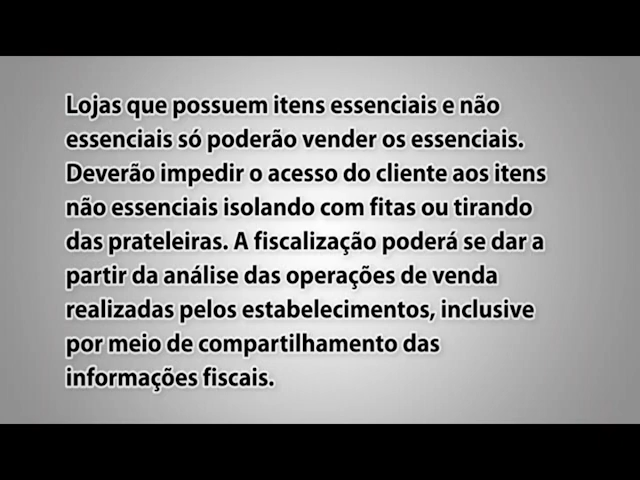 Lojas que possuem itens essenciais e não
essenciais só poderão vender os essenciais.
Deverão impedir o acesso do cliente aos itens
não essenciais isolando com fitas ou tirando
das prateleiras. A fiscalização poderá se dar a
partir da análise das operações de venda
realizadas pelos estabelecimentos, inclusive
por meio de compartilhamento das
informações fiscais.